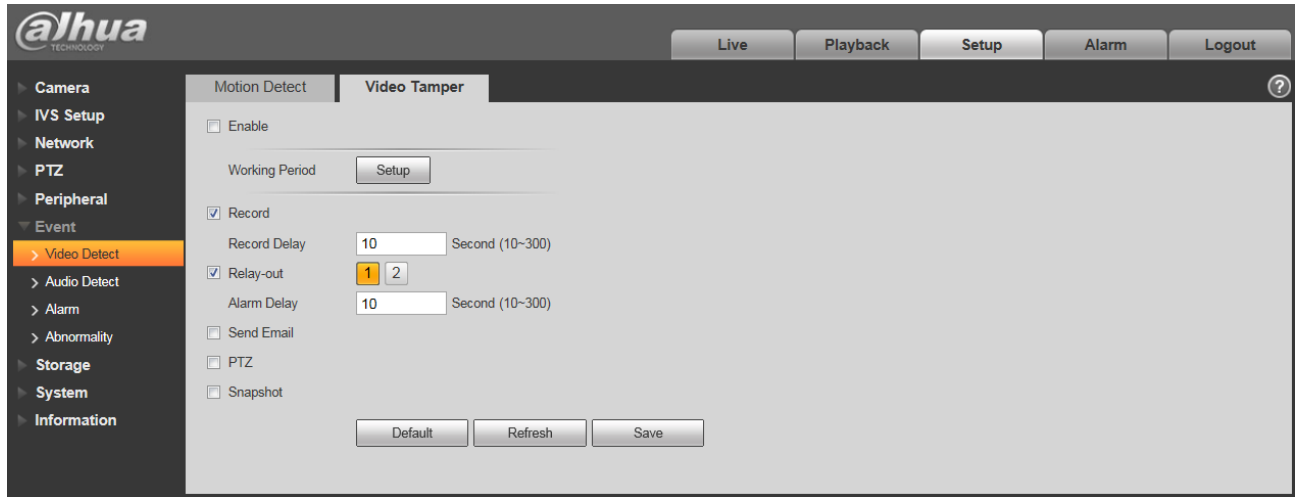 alhua
TECHNOLOGY
Live
Playback
Setup
Alarm
Logout
Camera
IVS Setup
Network
PTZ
Peripheral
Event
Video Detect
Audio Detect
Alarm
Abnormality
Storage
System
Information
Motion Detect
Video Tamper
?
Enable
Working Period Setup
Record
Record Delay 10 Second (10~300)
Relay-out 1 2
Alarm Delay 10 Second (10~300)
Send Email
PTZ
Snapshot
Default Refresh Save